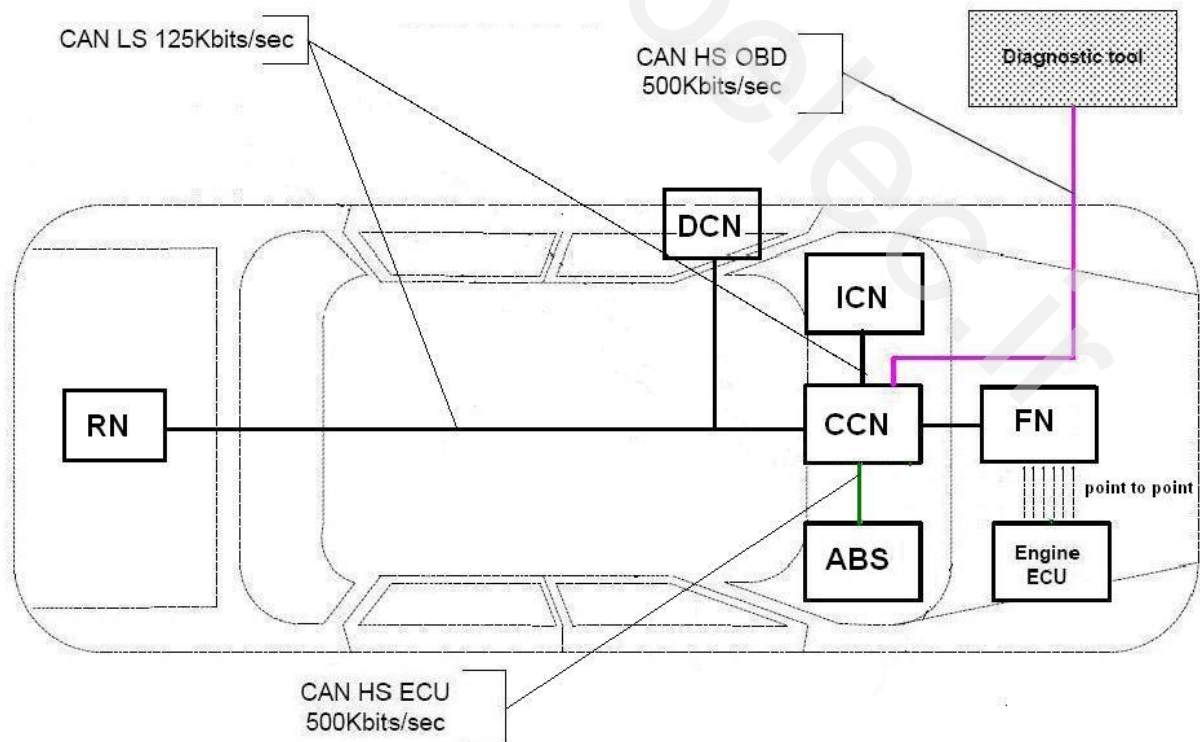 CAN LS 125Kbits/sec
CAN HS OBD
500Kbits/sec
Diagnostic tool
DCN
ICN
RN
CCN
FN
point to point
ABS
Engine
ECU
CAN HS ECU
500Kbits/sec